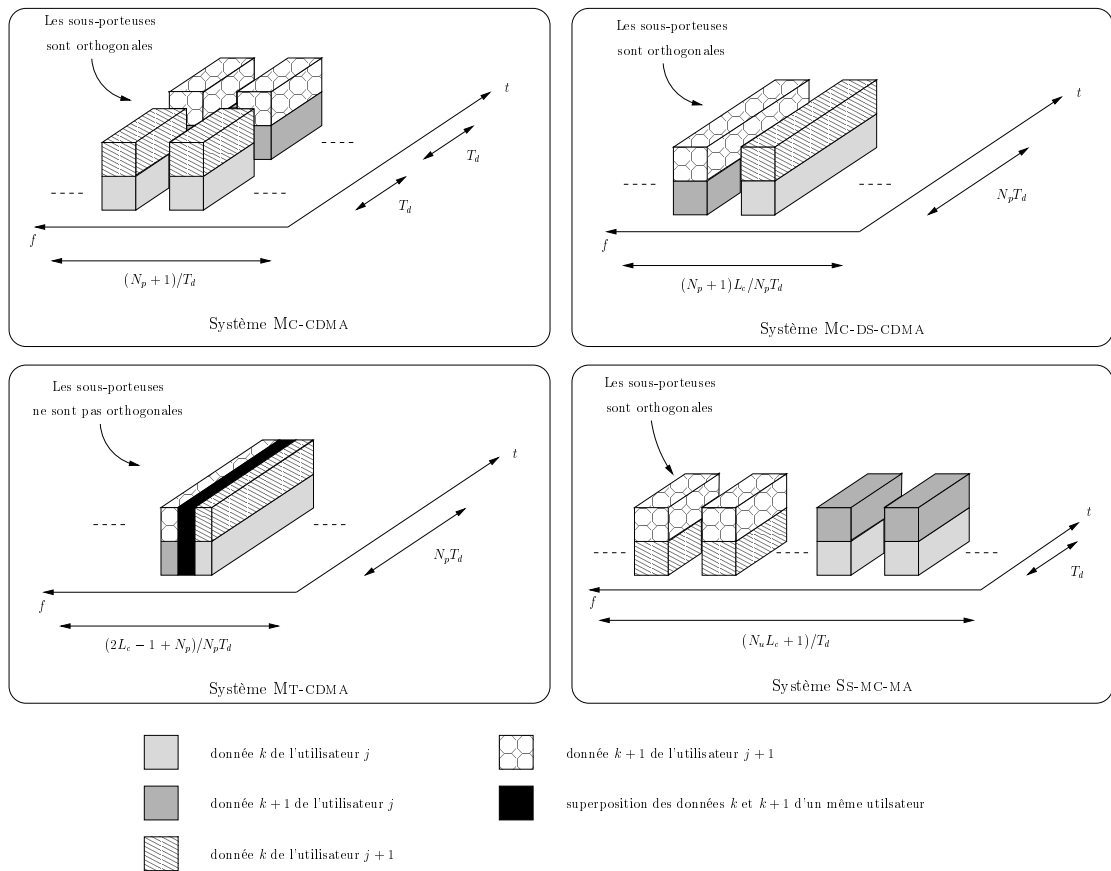 Les sous-porteuses
sont orthogonales
t
T_d
T_d
f
(N_p + 1)/T_d
Système MC-CDMA
Les sous-porteuses
sont orthogonales
t
N_pT_d
f
(N_p + 1)L_c/N_pT_d
Système MC-DS-CDMA
Les sous-porteuses
ne sont pas orthogonales
t
N_pT_d
f
(2L_c − 1 + N_p)/N_pT_d
Système MT-CDMA
Les sous-porteuses
sont orthogonales
t
T_d
f
(N_uL_c + 1)/T_d
Système SS-MC-MA
donnée k de l'utilisateur j
donnée k + 1 de l'utilisateur j
donnée k de l'utilisateur j + 1
donnée k + 1 de l'utilisateur j + 1
superposition des données k et k + 1 d'un même utilsateur